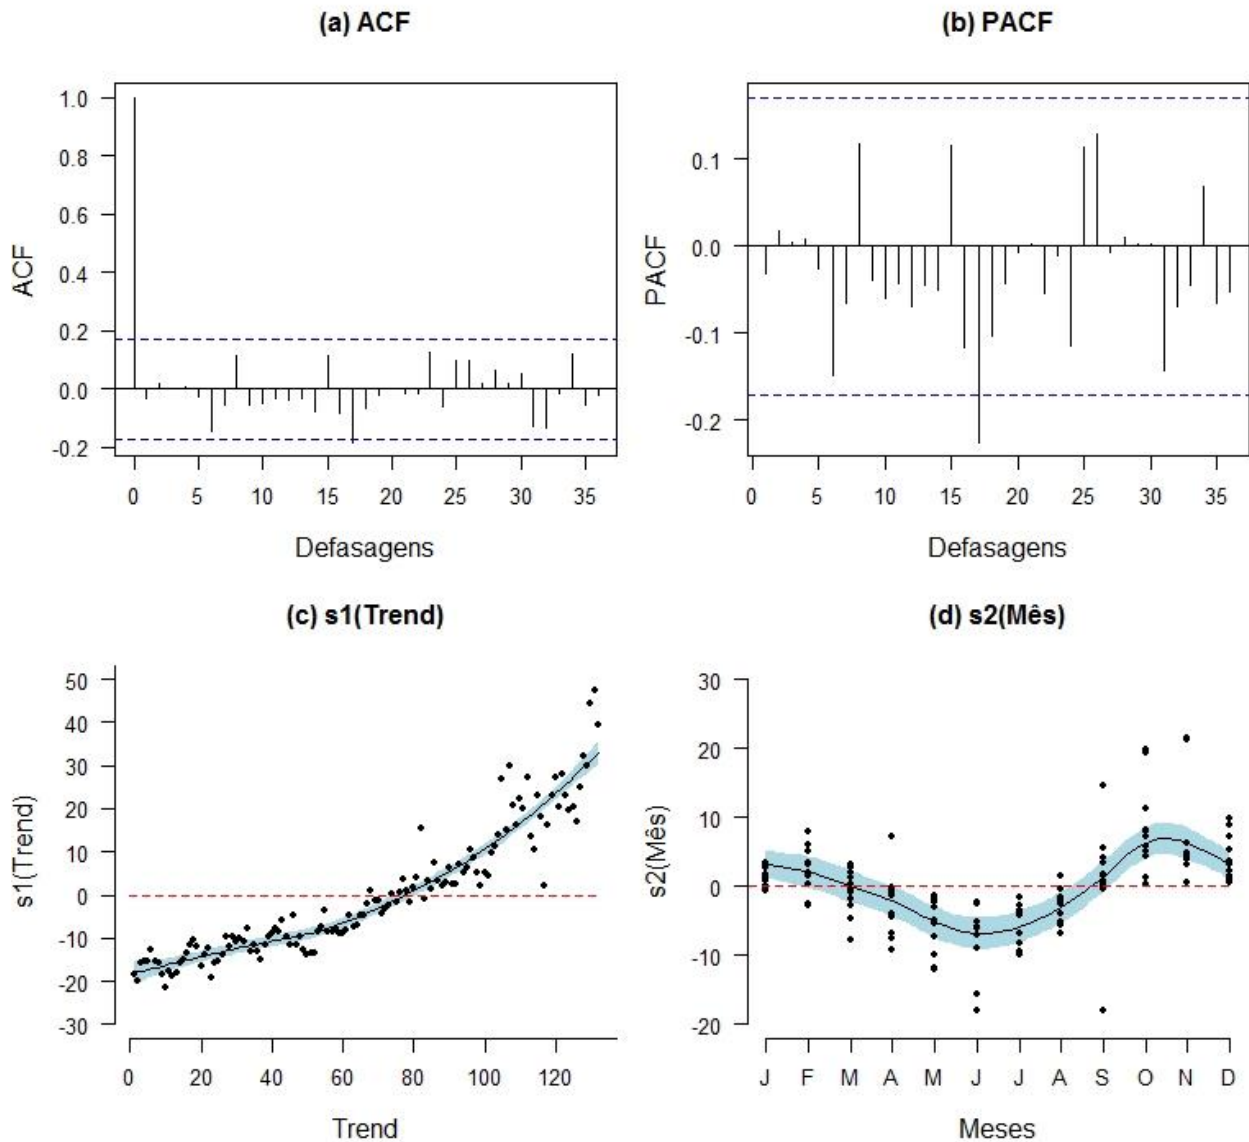 (a) ACF
ACF
1.0
0.8
0.6
0.4
0.2
0.0
-0.2
0 5 10 15 20 25 30 35
Defasagens
(b) PACF
PACF
0.1
0.0
-0.1
-0.2
0 5 10 15 20 25 30 35
Defasagens
(c) s1(Trend)
s1(Trend)
50
40
30
20
10
0
-10
-20
-30
0 20 40 60 80 100 120
Trend
(d) s2(Mês)
s2(Mês)
30
20
10
0
-10
-20
J F M A M J J A S O N D
Meses